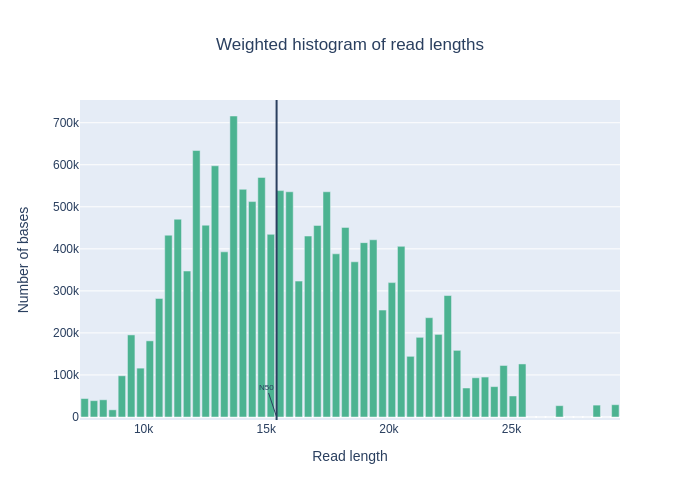 Weighted histogram of read lengths
700k
600k
500k
400k
300k
200k
100k
0
Number of bases
N50
10k
15k
20k
25k
Read length